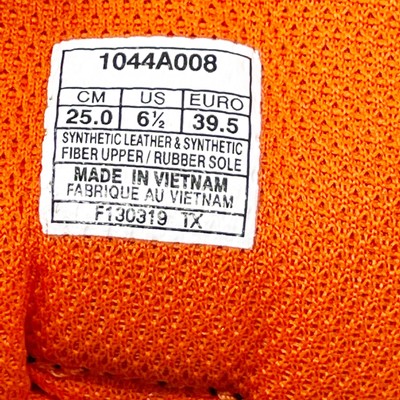 1044A008
CM US EURO
25.0 6½ 39.5
SYNTHETIC LEATHER & SYNTHETIC
FIBER UPPER / RUBBER SOLE
MADE IN VIETNAM
FABRIQUE AU VIETNAM
F130319 1X